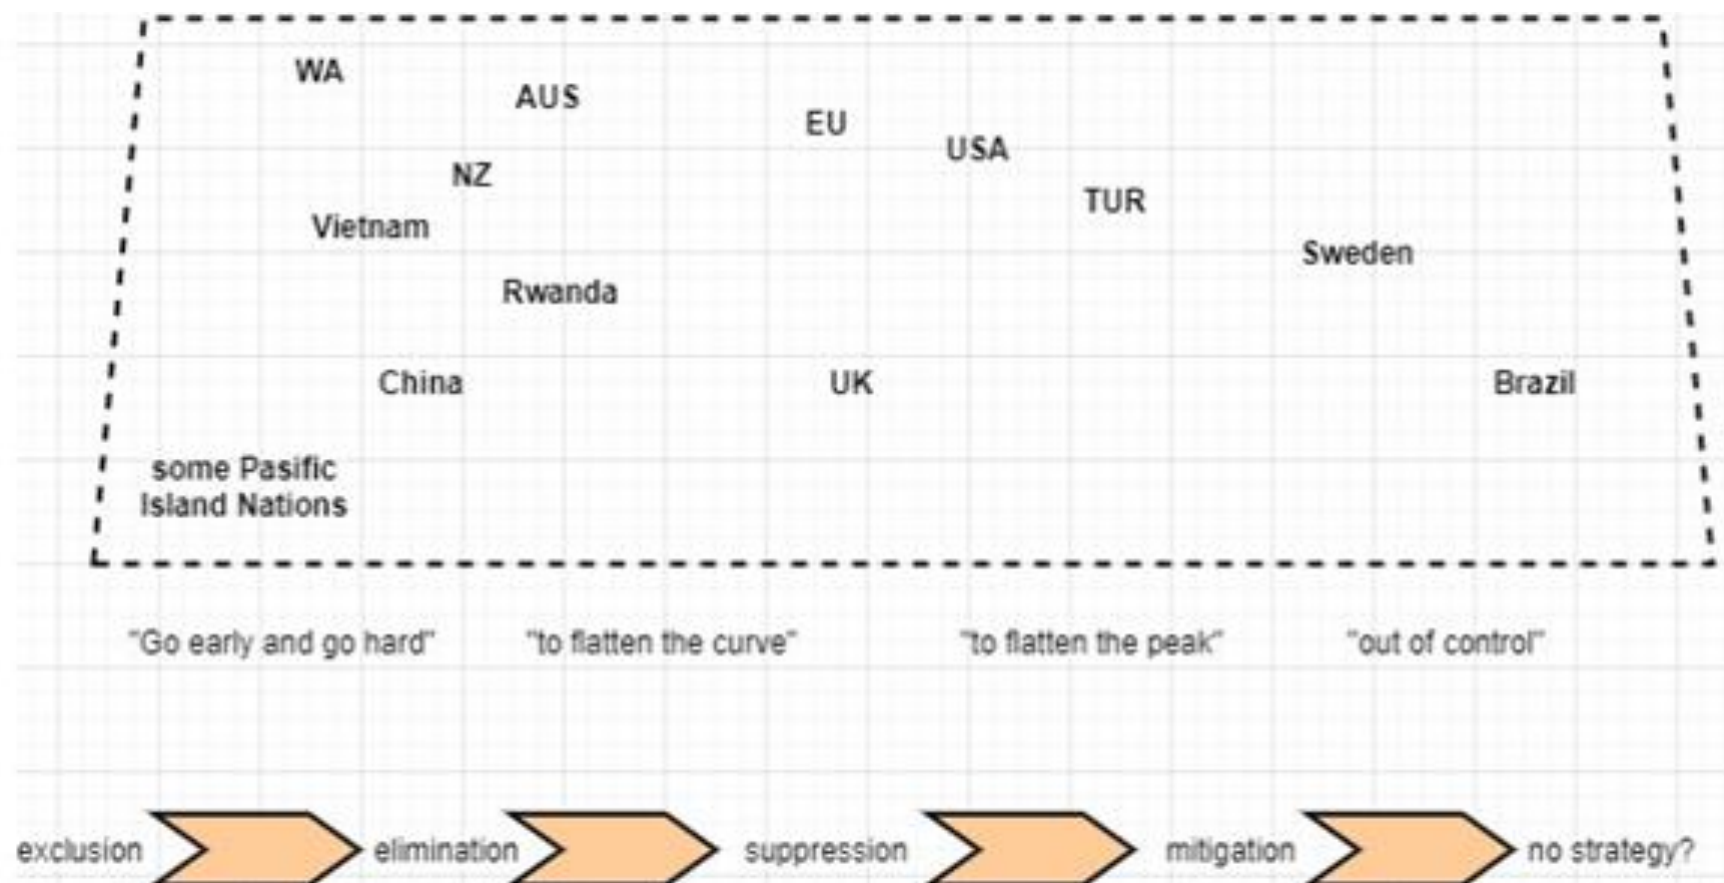 WA
AUS
EU
USA
NZ
TUR
Vietnam
Sweden
Rwanda
China
UK
Brazil
some Pasific
Island Nations
"Go early and go hard"
"to flatten the curve"
"to flatten the peak"
"out of control"
exclusion
elimination
suppression
mitigation
no strategy?